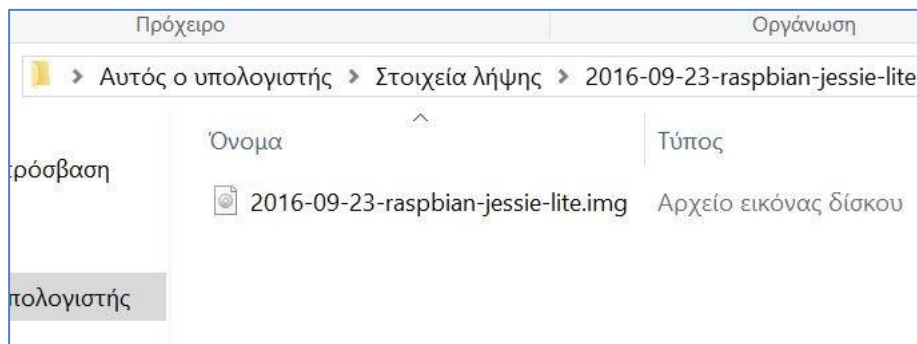 Πρόχειρο Οργάνωση
Αυτός ο υπολογιστής > Στοιχεία λήψης > 2016-09-23-raspbian-jessie-lite
Όνομα Τύπος
ρόσβαση
2016-09-23-raspbian-jessie-lite.img Αρχείο εικόνας δίσκου
πολογιστής